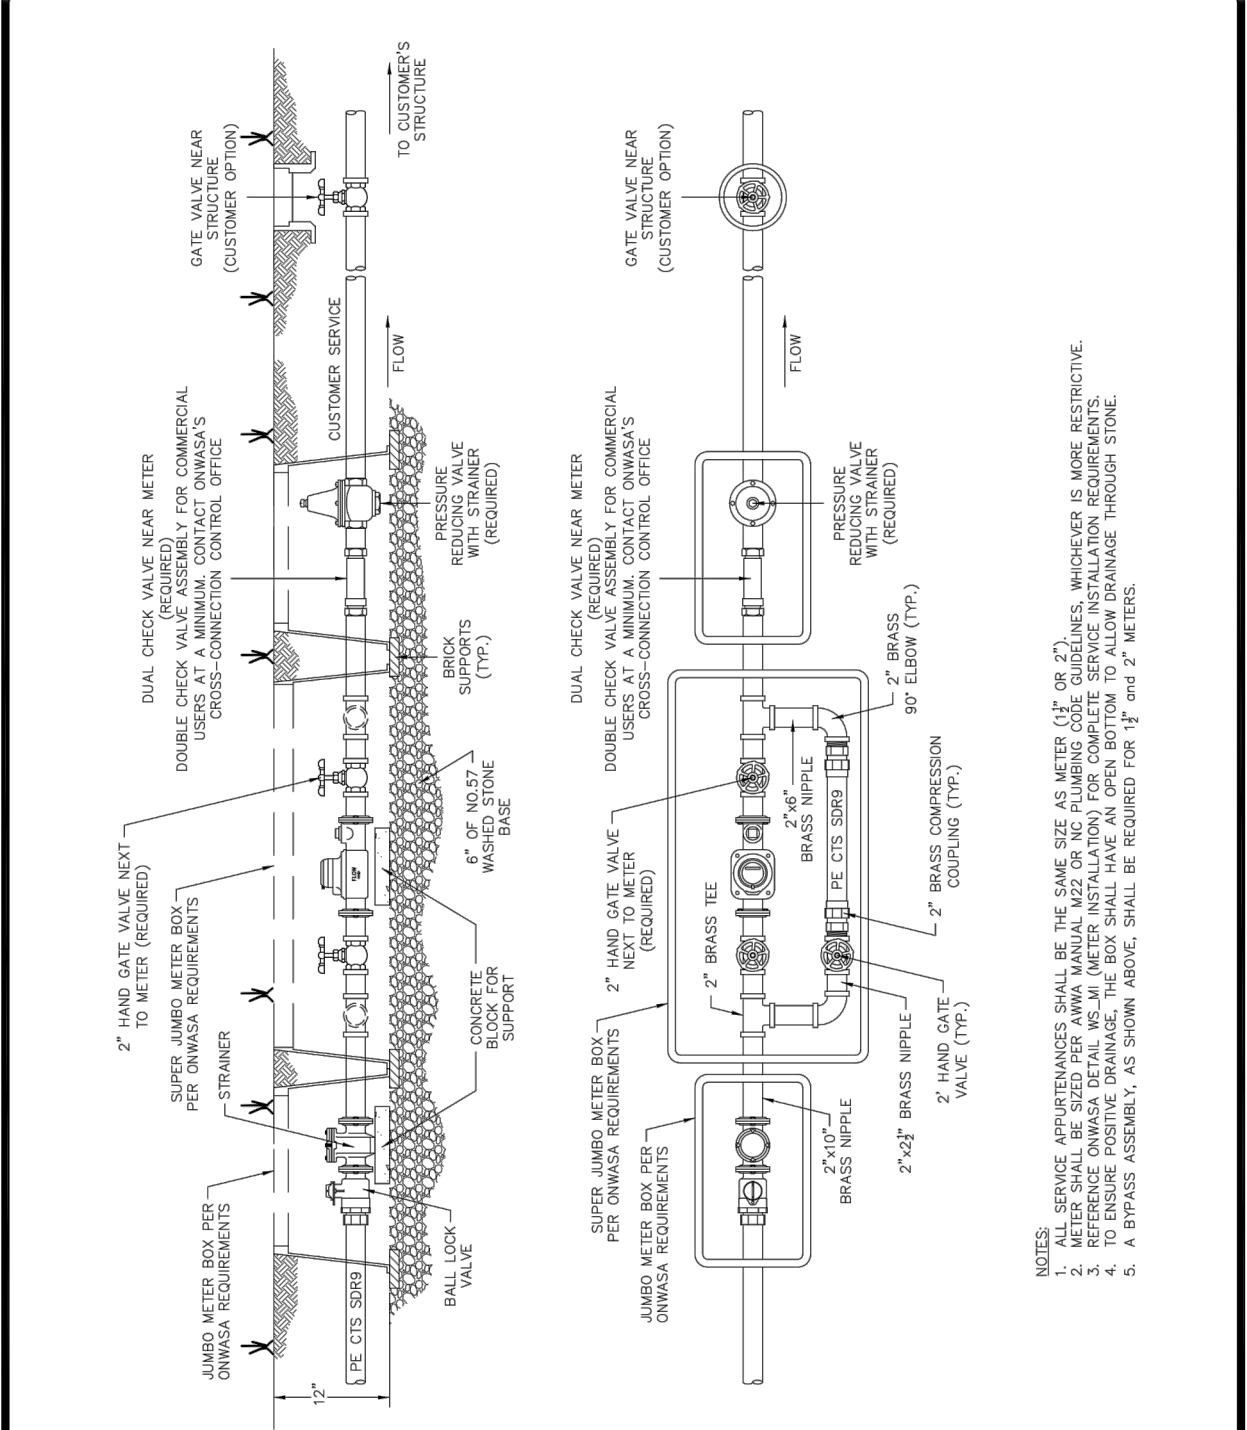 GATE VALVE NEAR
STRUCTURE
(CUSTOMER OPTION)
TO CUSTOMER'S
STRUCTURE
CUSTOMER SERVICE
FLOW
DUAL CHECK VALVE NEAR METER
(REQUIRED)
DOUBLE CHECK VALVE ASSEMBLY FOR COMMERCIAL
USERS AT A MINIMUM. CONTACT ONWASA'S
CROSS-CONNECTION CONTROL OFFICE
PRESSURE
REDUCING VALVE
WITH STRAINER
(REQUIRED)
BRICK
SUPPORTS
(TYP.)
2" HAND GATE VALVE NEXT
TO METER (REQUIRED)
6" OF NO.57
WASHED STONE
BASE
SUPER JUMBO METER BOX
PER ONWASA REQUIREMENTS
FLOW
STRAINER
CONCRETE
BLOCK FOR
SUPPORT
JUMBO METER BOX PER
ONWASA REQUIREMENTS
BALL LOCK
VALVE
PE CTS SDR9
12"
GATE VALVE NEAR
STRUCTURE
(CUSTOMER OPTION)
FLOW
DUAL CHECK VALVE NEAR METER
(REQUIRED)
DOUBLE CHECK VALVE ASSEMBLY FOR COMMERCIAL
USERS AT A MINIMUM. CONTACT ONWASA'S
CROSS-CONNECTION CONTROL OFFICE
PRESSURE
REDUCING VALVE
WITH STRAINER
(REQUIRED)
2" BRASS
90° ELBOW (TYP.)
2"x6"
BRASS NIPPLE
PE CTS SDR9
2" BRASS COMPRESSION
COUPLING (TYP.)
2" HAND GATE VALVE
NEXT TO METER
(REQUIRED)
2" BRASS TEE
SUPER JUMBO METER BOX
PER ONWASA REQUIREMENTS
2' HAND GATE
VALVE (TYP.)
2"x2½" BRASS NIPPLE
2"x10"
BRASS NIPPLE
JUMBO METER BOX PER
ONWASA REQUIREMENTS
NOTES:
1. ALL SERVICE APPURTENANCES SHALL BE THE SAME SIZE AS METER (1½" OR 2").
2. METER SHALL BE SIZED PER AWWA MANUAL M22 OR NC PLUMBING CODE GUIDELINES, WHICHEVER IS MORE RESTRICTIVE.
3. REFERENCE ONWASA DETAIL WS_MI (METER INSTALLATION) FOR COMPLETE SERVICE INSTALLATION REQUIREMENTS.
4. TO ENSURE POSITIVE DRAINAGE, THE BOX SHALL HAVE AN OPEN BOTTOM TO ALLOW DRAINAGE THROUGH STONE.
5. A BYPASS ASSEMBLY, AS SHOWN ABOVE, SHALL BE REQUIRED FOR 1½" and 2" METERS.